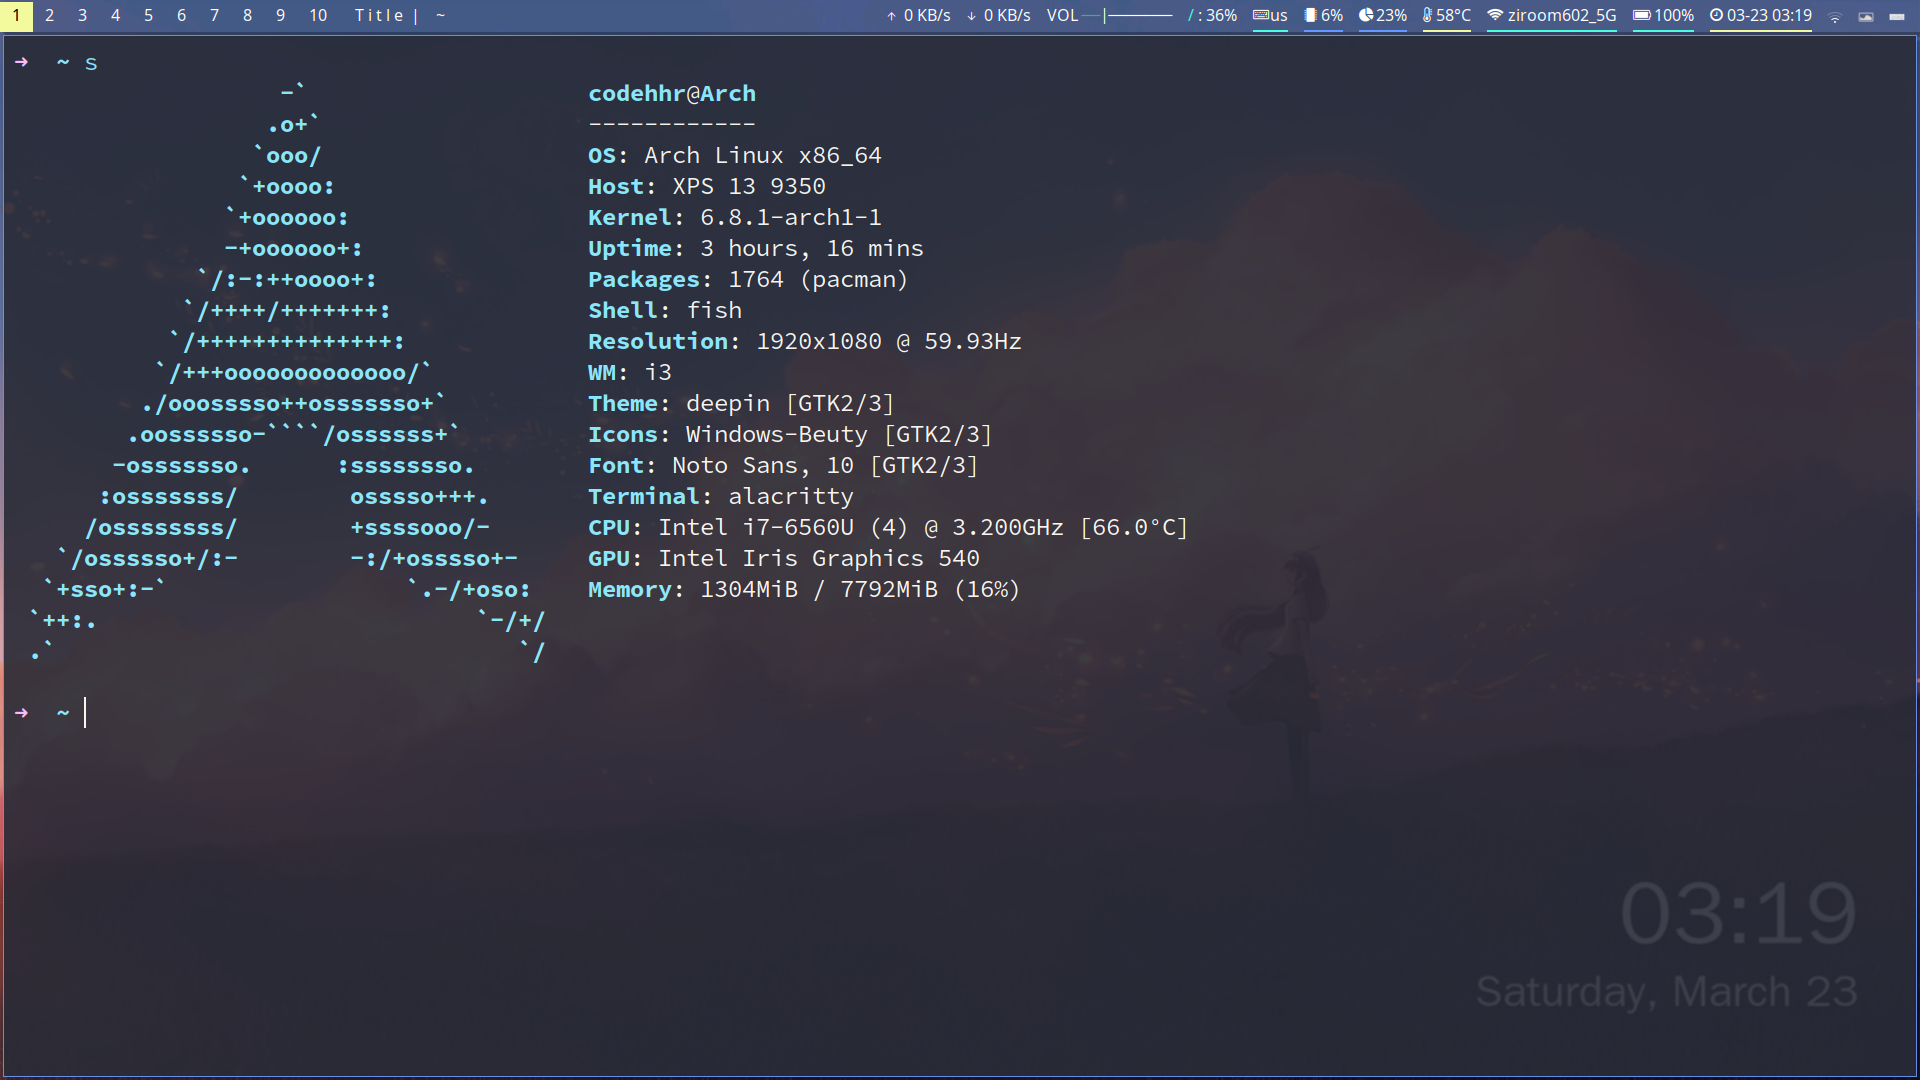 1 2 3 4 5 6 7 8 9 10 Title | ~ ↑ 0 KB/s ↓ 0 KB/s VOL ──│────── / : 36% us 6% 23% 58°C ziroom602_5G 100% 03-23 03:19
➜ ~ s
-` codehhr@Arch
.o+` ------------
`ooo/ OS: Arch Linux x86_64
`+oooo: Host: XPS 13 9350
`+oooooo: Kernel: 6.8.1-arch1-1
-+oooooo+: Uptime: 3 hours, 16 mins
`/:-:++oooo+: Packages: 1764 (pacman)
`/++++/+++++++: Shell: fish
`/++++++++++++++: Resolution: 1920x1080 @ 59.93Hz
`/+++ooooooooooooo/` WM: i3
./ooosssso++osssssso+` Theme: deepin [GTK2/3]
.oossssso-````/ossssss+` Icons: Windows-Beuty [GTK2/3]
-osssssso. :ssssssso. Font: Noto Sans, 10 [GTK2/3]
:osssssss/ osssso+++. Terminal: alacritty
/ossssssss/ +ssssooo/- CPU: Intel i7-6560U (4) @ 3.200GHz [66.0°C]
`/ossssso+/:- -:/+osssso+- GPU: Intel Iris Graphics 540
`+sso+:-` `.-/+oso: Memory: 1304MiB / 7792MiB (16%)
`++:. `-/+/
.` `/
➜ ~
03:19
Saturday, March 23